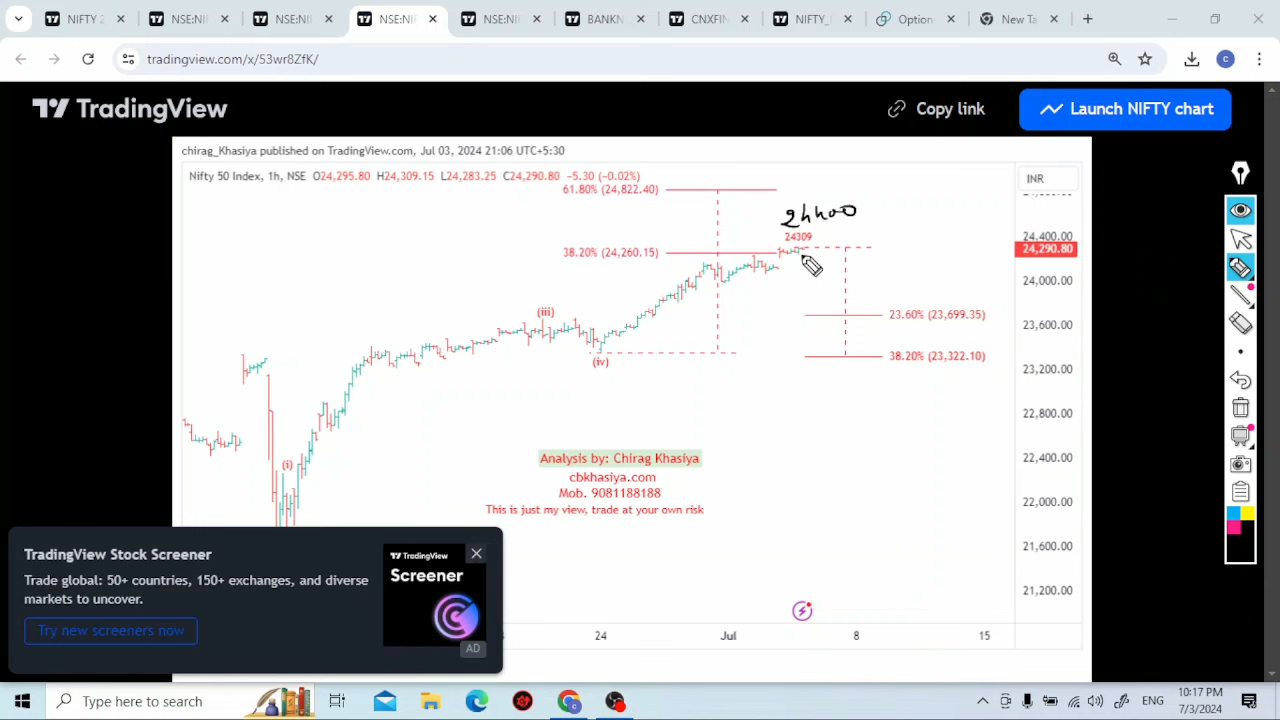 NIFTY 2
NSE:NI
NSE:NI
NSE:NI
NSE:NI
BANKN
CNXFIN
NIFTY_
Option
New Ta
tradingview.com/x/53wr8ZfK/
TradingView
Copy link
Launch NIFTY chart
chirag_Khasiya published on TradingView.com, Jul 03, 2024 21:06 UTC+5:30
Nifty 50 Index, 1h, NSE O24,295.80 H24,309.15 L24,283.25 C24,290.80 −5.30 (−0.02%)
INR
61.80% (24,822.40)
24400
24309
24,400.00
38.20% (24,260.15)
24,290.80
24,000.00
(iii)
23.60% (23,699.35)
23,600.00
(iv)
38.20% (23,322.10)
23,200.00
22,800.00
(i)
22,400.00
22,000.00
21,600.00
21,200.00
Analysis by: Chirag Khasiya
cbkhasiya.com
Mob. 9081188188
This is just my view, trade at your own risk
TradingView Stock Screener
Trade global: 50+ countries, 150+ exchanges, and diverse
markets to uncover.
Try new screeners now
TradingView
Screener
AD
24
Jul
8
15
Type here to search
ENG
10:17 PM
7/3/2024